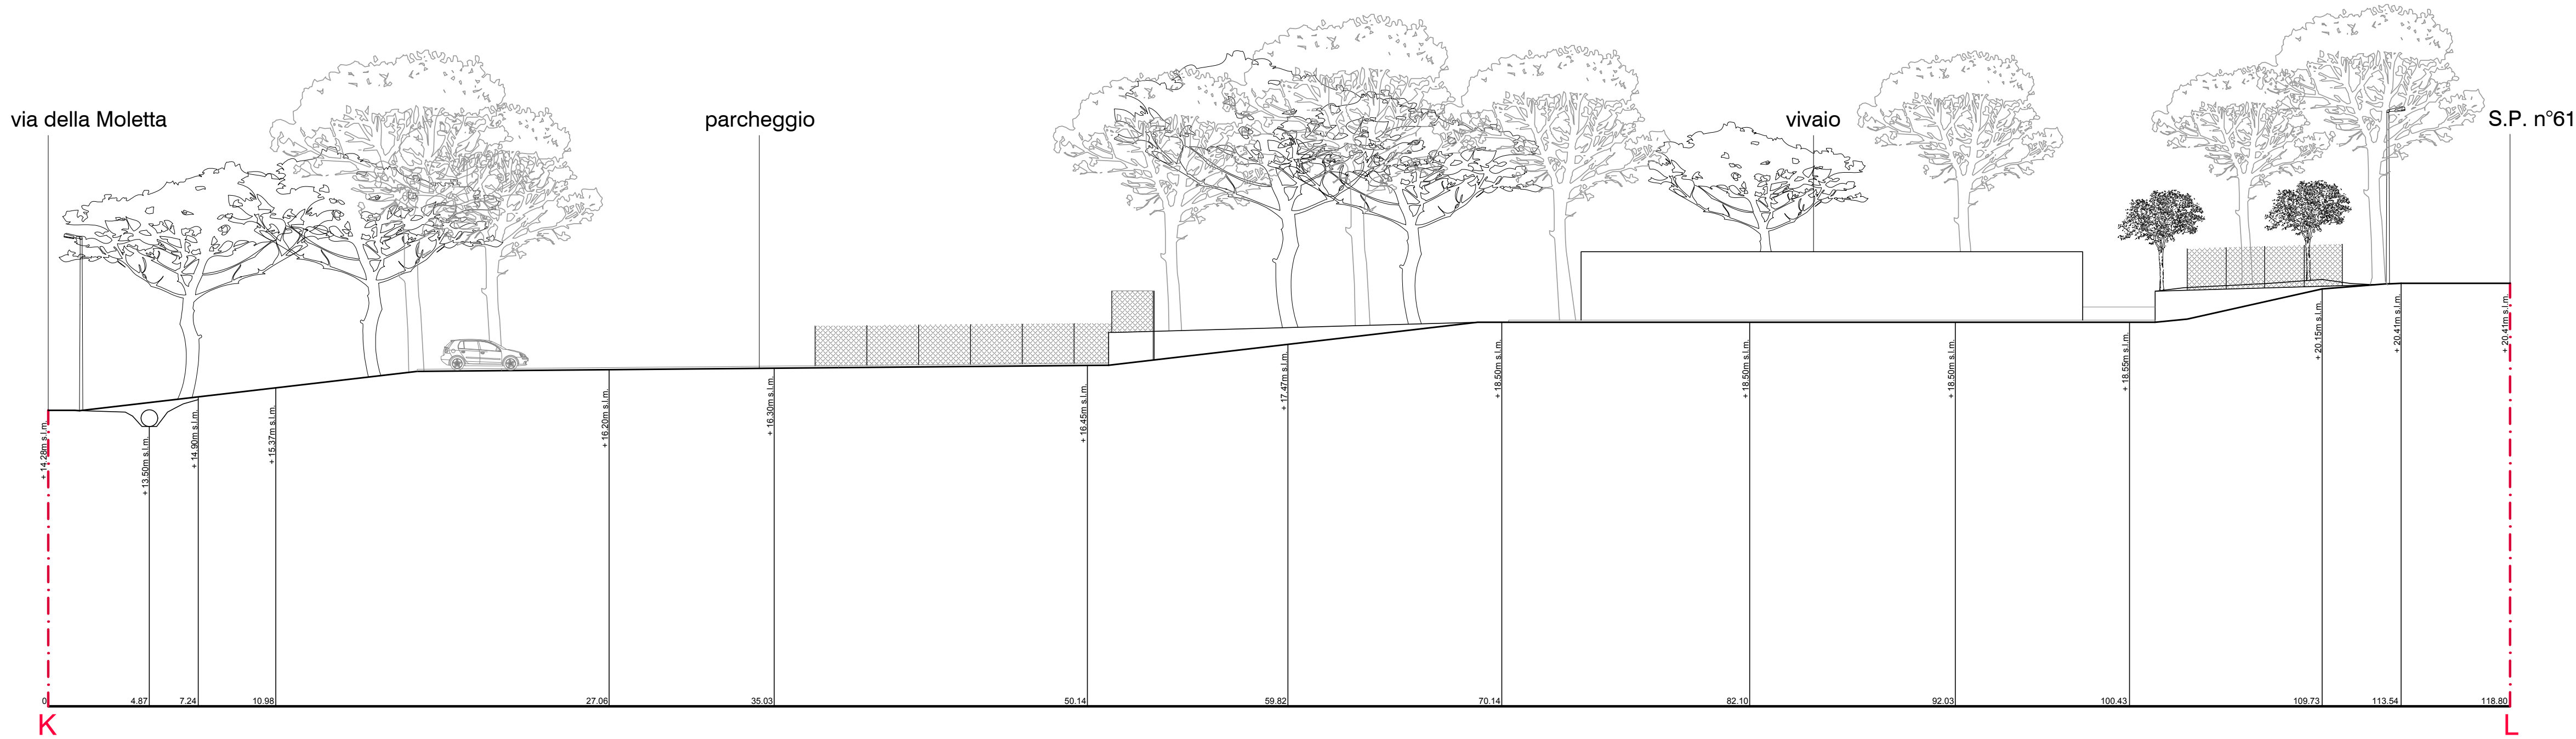 via della Moletta
parcheggio
vivaio
S.P. n°61
+ 14.28m s.l.m.
+ 13.50m s.l.m.
+ 14.90m s.l.m.
+ 15.37m s.l.m.
+ 16.20m s.l.m.
+ 16.30m s.l.m.
+ 16.45m s.l.m.
+ 17.47m s.l.m.
+ 18.50m s.l.m.
+ 18.50m s.l.m.
+ 18.50m s.l.m.
+ 18.55m s.l.m.
+ 20.15m s.l.m.
+ 20.41m s.l.m.
+ 20.41m s.l.m.
0
4.87
7.24
10.98
27.06
35.03
50.14
59.82
70.14
82.10
92.03
100.43
109.73
113.54
118.80
K
L